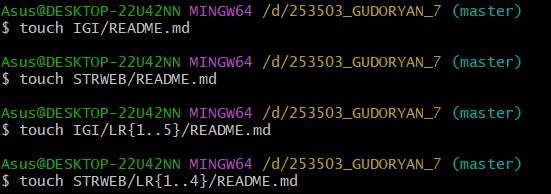 Asus@DESKTOP-22U42NN MINGW64 /d/253503_GUDORYAN_7 (master)
$ touch IGI/README.md
Asus@DESKTOP-22U42NN MINGW64 /d/253503_GUDORYAN_7 (master)
$ touch STRWEB/README.md
Asus@DESKTOP-22U42NN MINGW64 /d/253503_GUDORYAN_7 (master)
$ touch IGI/LR{1..5}/README.md
Asus@DESKTOP-22U42NN MINGW64 /d/253503_GUDORYAN_7 (master)
$ touch STRWEB/LR{1..4}/README.md